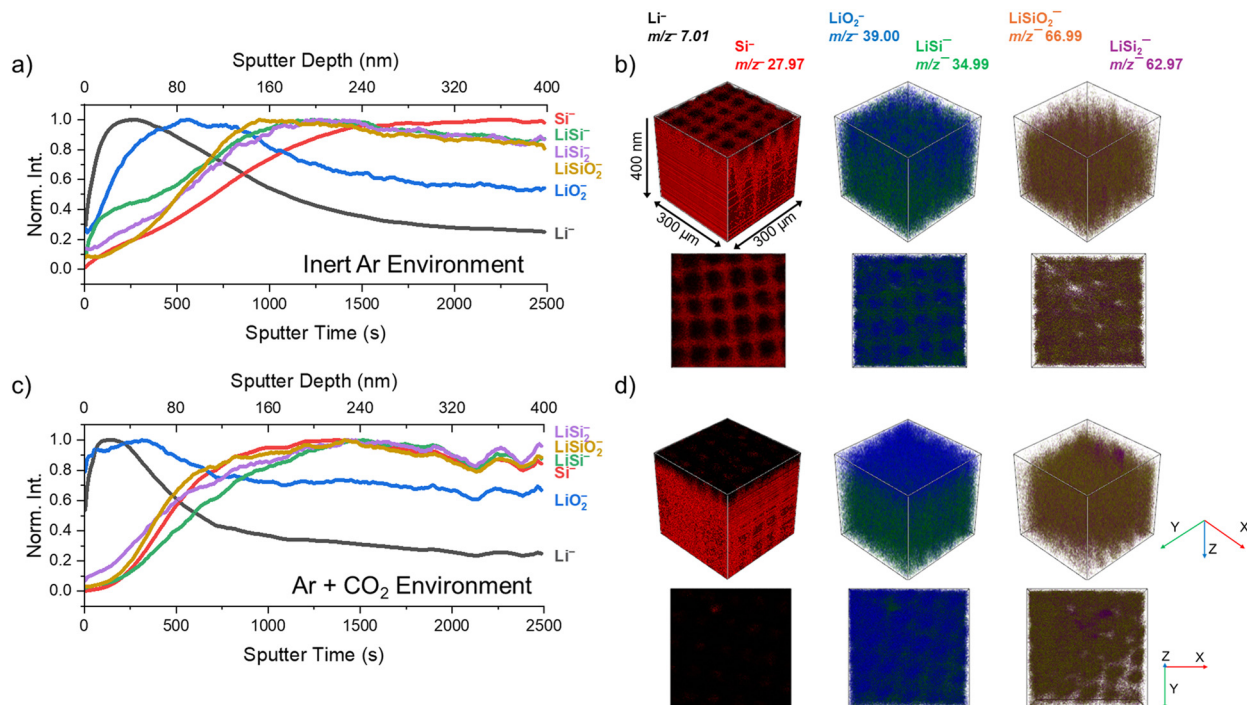 Li⁻
m/z⁻ 7.01
Si⁻
m/z⁻ 27.97
LiO₂⁻
m/z⁻ 39.00
LiSi⁻
m/z⁻ 34.99
LiSiO₂⁻
m/z⁻ 66.99
LiSi₂⁻
m/z⁻ 62.97
a)
Sputter Depth (nm)
0 80 160 240 320 400
Norm. Int.
1.0
0.8
0.6
0.4
0.2
0.0
Si⁻
LiSi⁻
LiSi₂⁻
LiSiO₂⁻
LiO₂⁻
Li⁻
Inert Ar Environment
0 500 1000 1500 2000 2500
Sputter Time (s)
b)
400 nm
300 µm
300 µm
c)
Sputter Depth (nm)
0 80 160 240 320 400
Norm. Int.
1.0
0.8
0.6
0.4
0.2
0.0
LiSi₂⁻
LiSiO₂⁻
LiSi⁻
Si⁻
LiO₂⁻
Li⁻
Ar + CO₂ Environment
0 500 1000 1500 2000 2500
Sputter Time (s)
d)
Y
X
Z
Z
X
Y